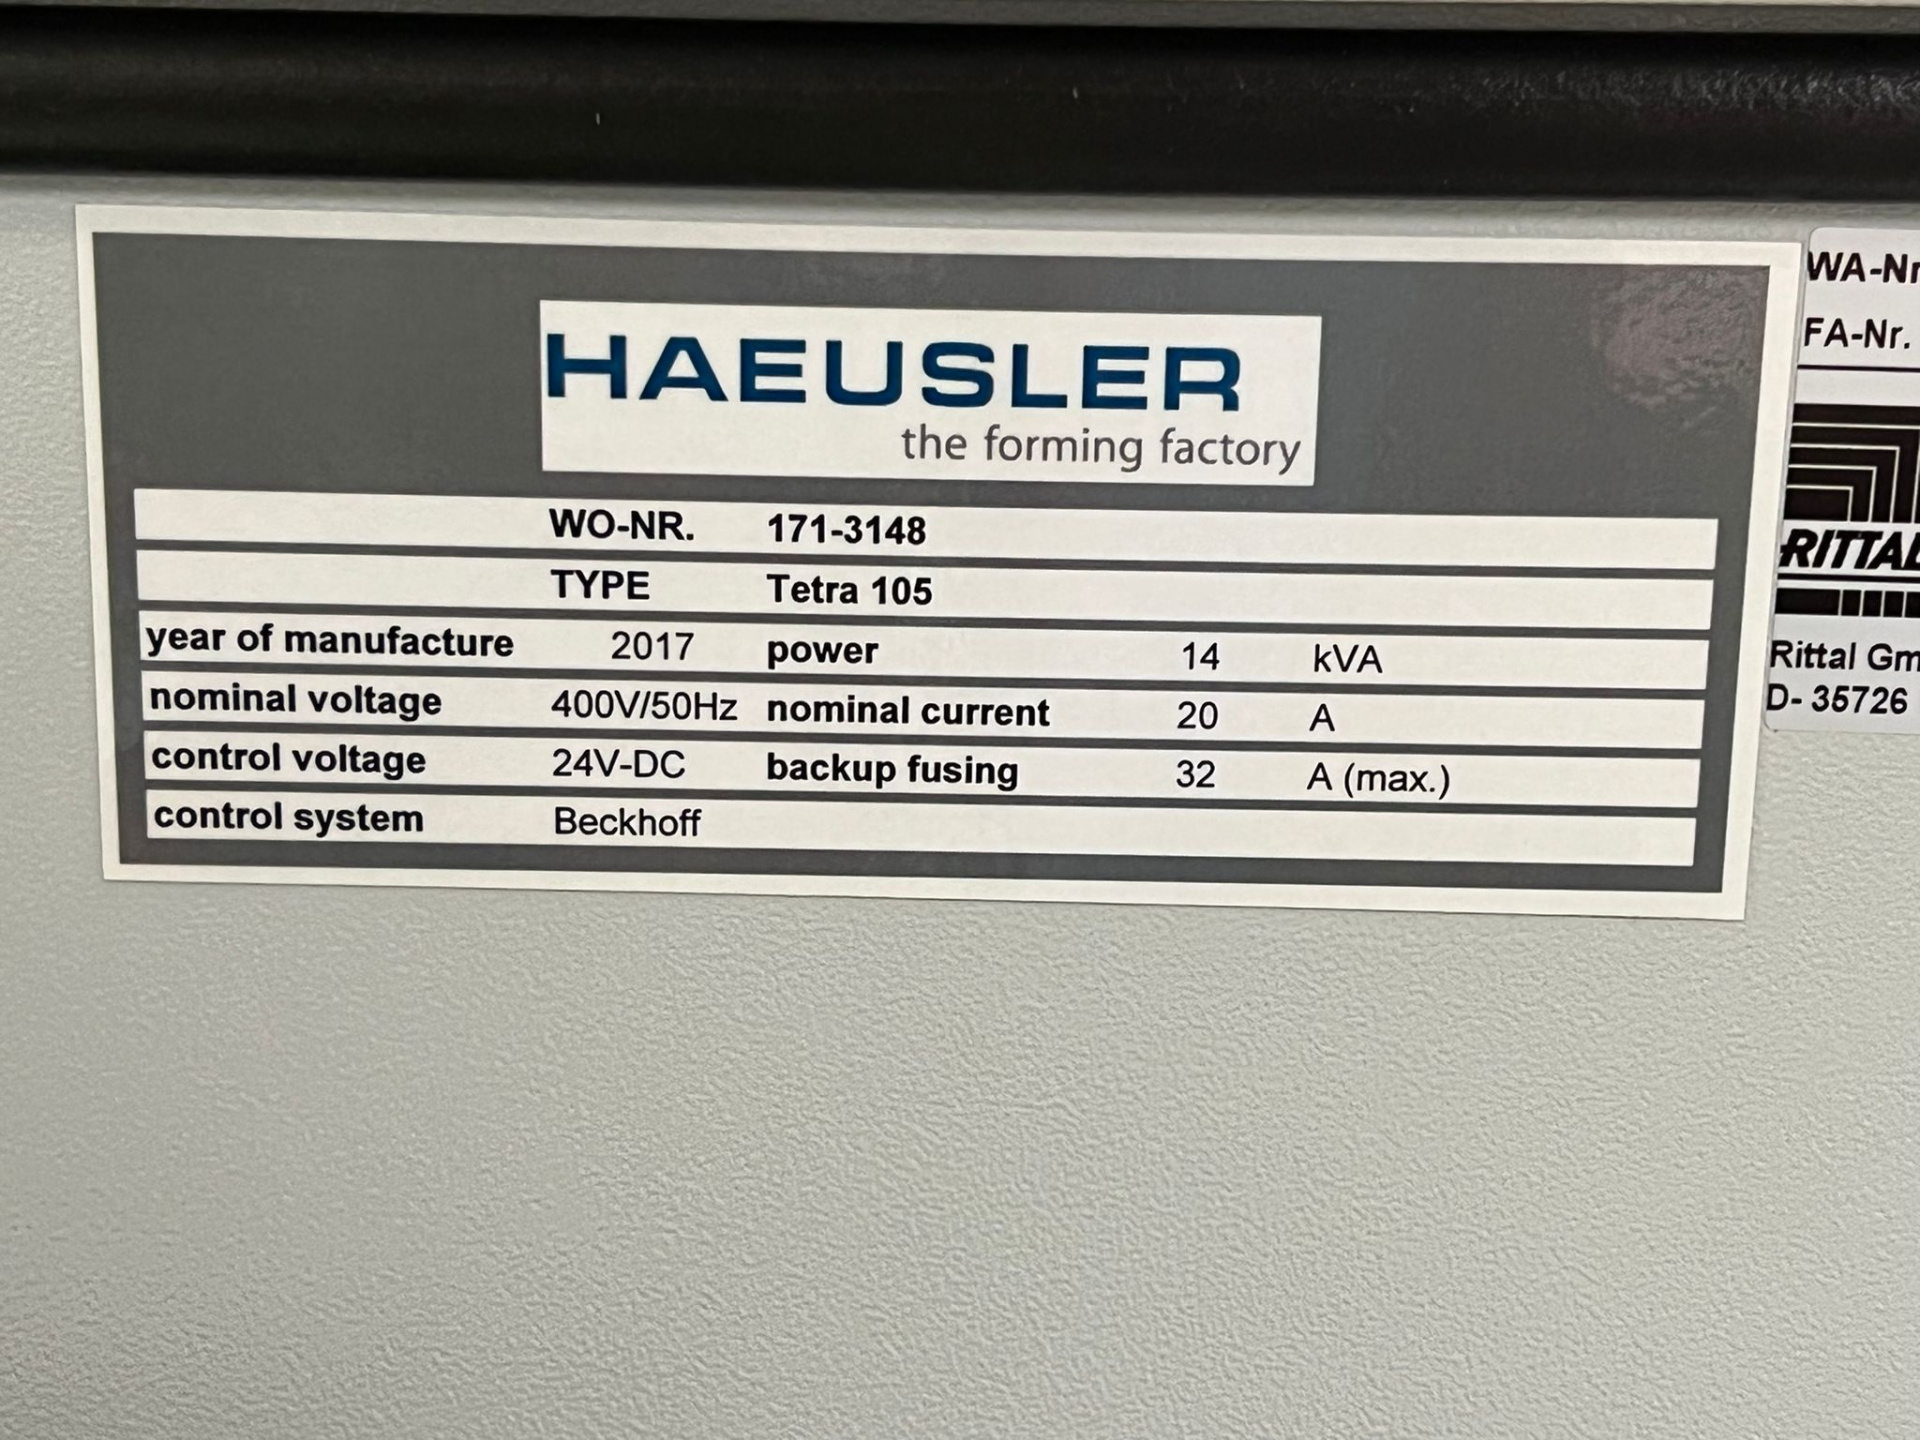 HAEUSLER
the forming factory
WO-NR. 171-3148
TYPE Tetra 105
year of manufacture 2017 power 14 kVA
nominal voltage 400V/50Hz nominal current 20 A
control voltage 24V-DC backup fusing 32 A (max.)
control system Beckhoff
WA-Nr
FA-Nr.
RITTAL
Rittal Gm
D- 35726